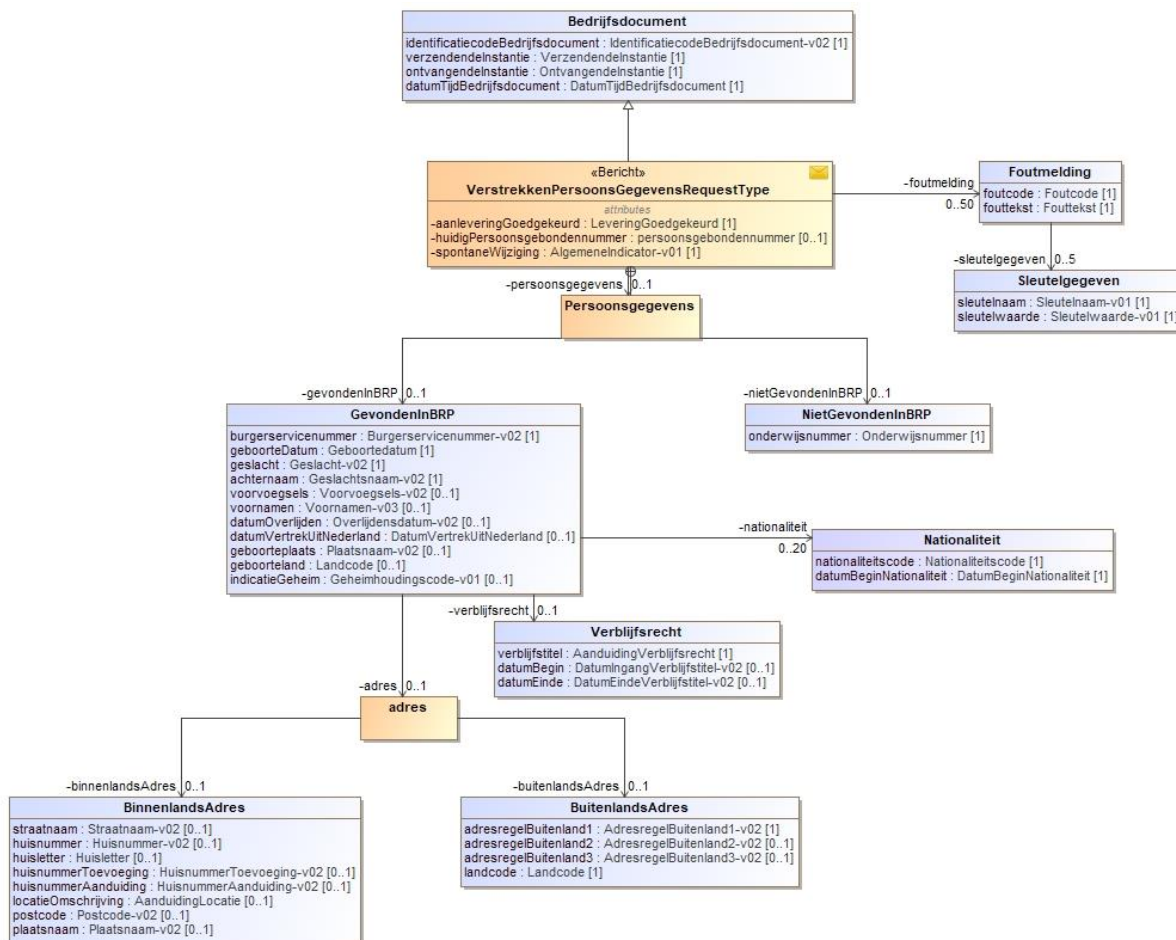 Bedrijfsdocument
identificatiecodeBedrijfsdocument : IdentificatiecodeBedrijfsdocument-v02 [1]
verzendendeInstantie : VerzendendeInstantie [1]
ontvangendeInstantie : OntvangendeInstantie [1]
datumTijdBedrijfsdocument : DatumTijdBedrijfsdocument [1]
«Bericht»
VerstrekkenPersoonsGegevensRequestType
attributes
-aanleveringGoedgekeurd : LeveringGoedgekeurd [1]
-huidigPersoonsgebondennummer : persoonsgebondennummer [0..1]
-spontaneWijziging : AlgemeneIndicator-v01 [1]
-foutmelding
0..50
Foutmelding
foutcode : Foutcode [1]
fouttekst : Fouttekst [1]
-sleutelgegeven 0..5
Sleutelgegeven
sleutelnaam : Sleutelnaam-v01 [1]
sleutelwaarde : Sleutelwaarde-v01 [1]
-persoonsgegevens 0..1
Persoonsgegevens
-gevondenInBRP 0..1
-nietGevondenInBRP 0..1
GevondenInBRP
burgerservicenummer : Burgerservicenummer-v02 [1]
geboorteDatum : Geboortedatum [1]
geslacht : Geslacht-v02 [1]
achternaam : Geslachtsnaam-v02 [1]
voorvoegsels : Voorvoegsels-v02 [0..1]
voornamen : Voornamen-v03 [0..1]
datumOverlijden : Overlijdensdatum-v02 [0..1]
datumVertrekUitNederland : DatumVertrekUitNederland [0..1]
geboorteplaats : Plaatsnaam-v02 [0..1]
geboorteland : Landcode [0..1]
indicatieGeheim : Geheimhoudingscode-v01 [0..1]
NietGevondenInBRP
onderwijsnummer : Onderwijsnummer [1]
-nationaliteit
0..20
Nationaliteit
nationaliteitscode : Nationaliteitscode [1]
datumBeginNationaliteit : DatumBeginNationaliteit [1]
-verblijfsrecht 0..1
Verblijfsrecht
verblijfstitel : AanduidingVerblijfsrecht [1]
datumBegin : DatumIngangVerblijfstitel-v02 [0..1]
datumEinde : DatumEindeVerblijfstitel-v02 [0..1]
-adres 0..1
adres
-binnenlandsAdres 0..1
-buitenlandsAdres 0..1
BinnenlandsAdres
straatnaam : Straatnaam-v02 [0..1]
huisnummer : Huisnummer-v02 [0..1]
huisletter : Huisletter [0..1]
huisnummerToevoeging : HuisnummerToevoeging-v02 [0..1]
huisnummerAanduiding : HuisnummerAanduiding-v02 [0..1]
locatieOmschrijving : AanduidingLocatie [0..1]
postcode : Postcode-v02 [0..1]
plaatsnaam : Plaatsnaam-v02 [0..1]
BuitenlandsAdres
adresregelBuitenland1 : AdresregelBuitenland1-v02 [1]
adresregelBuitenland2 : AdresregelBuitenland2-v02 [0..1]
adresregelBuitenland3 : AdresregelBuitenland3-v02 [0..1]
landcode : Landcode [1]